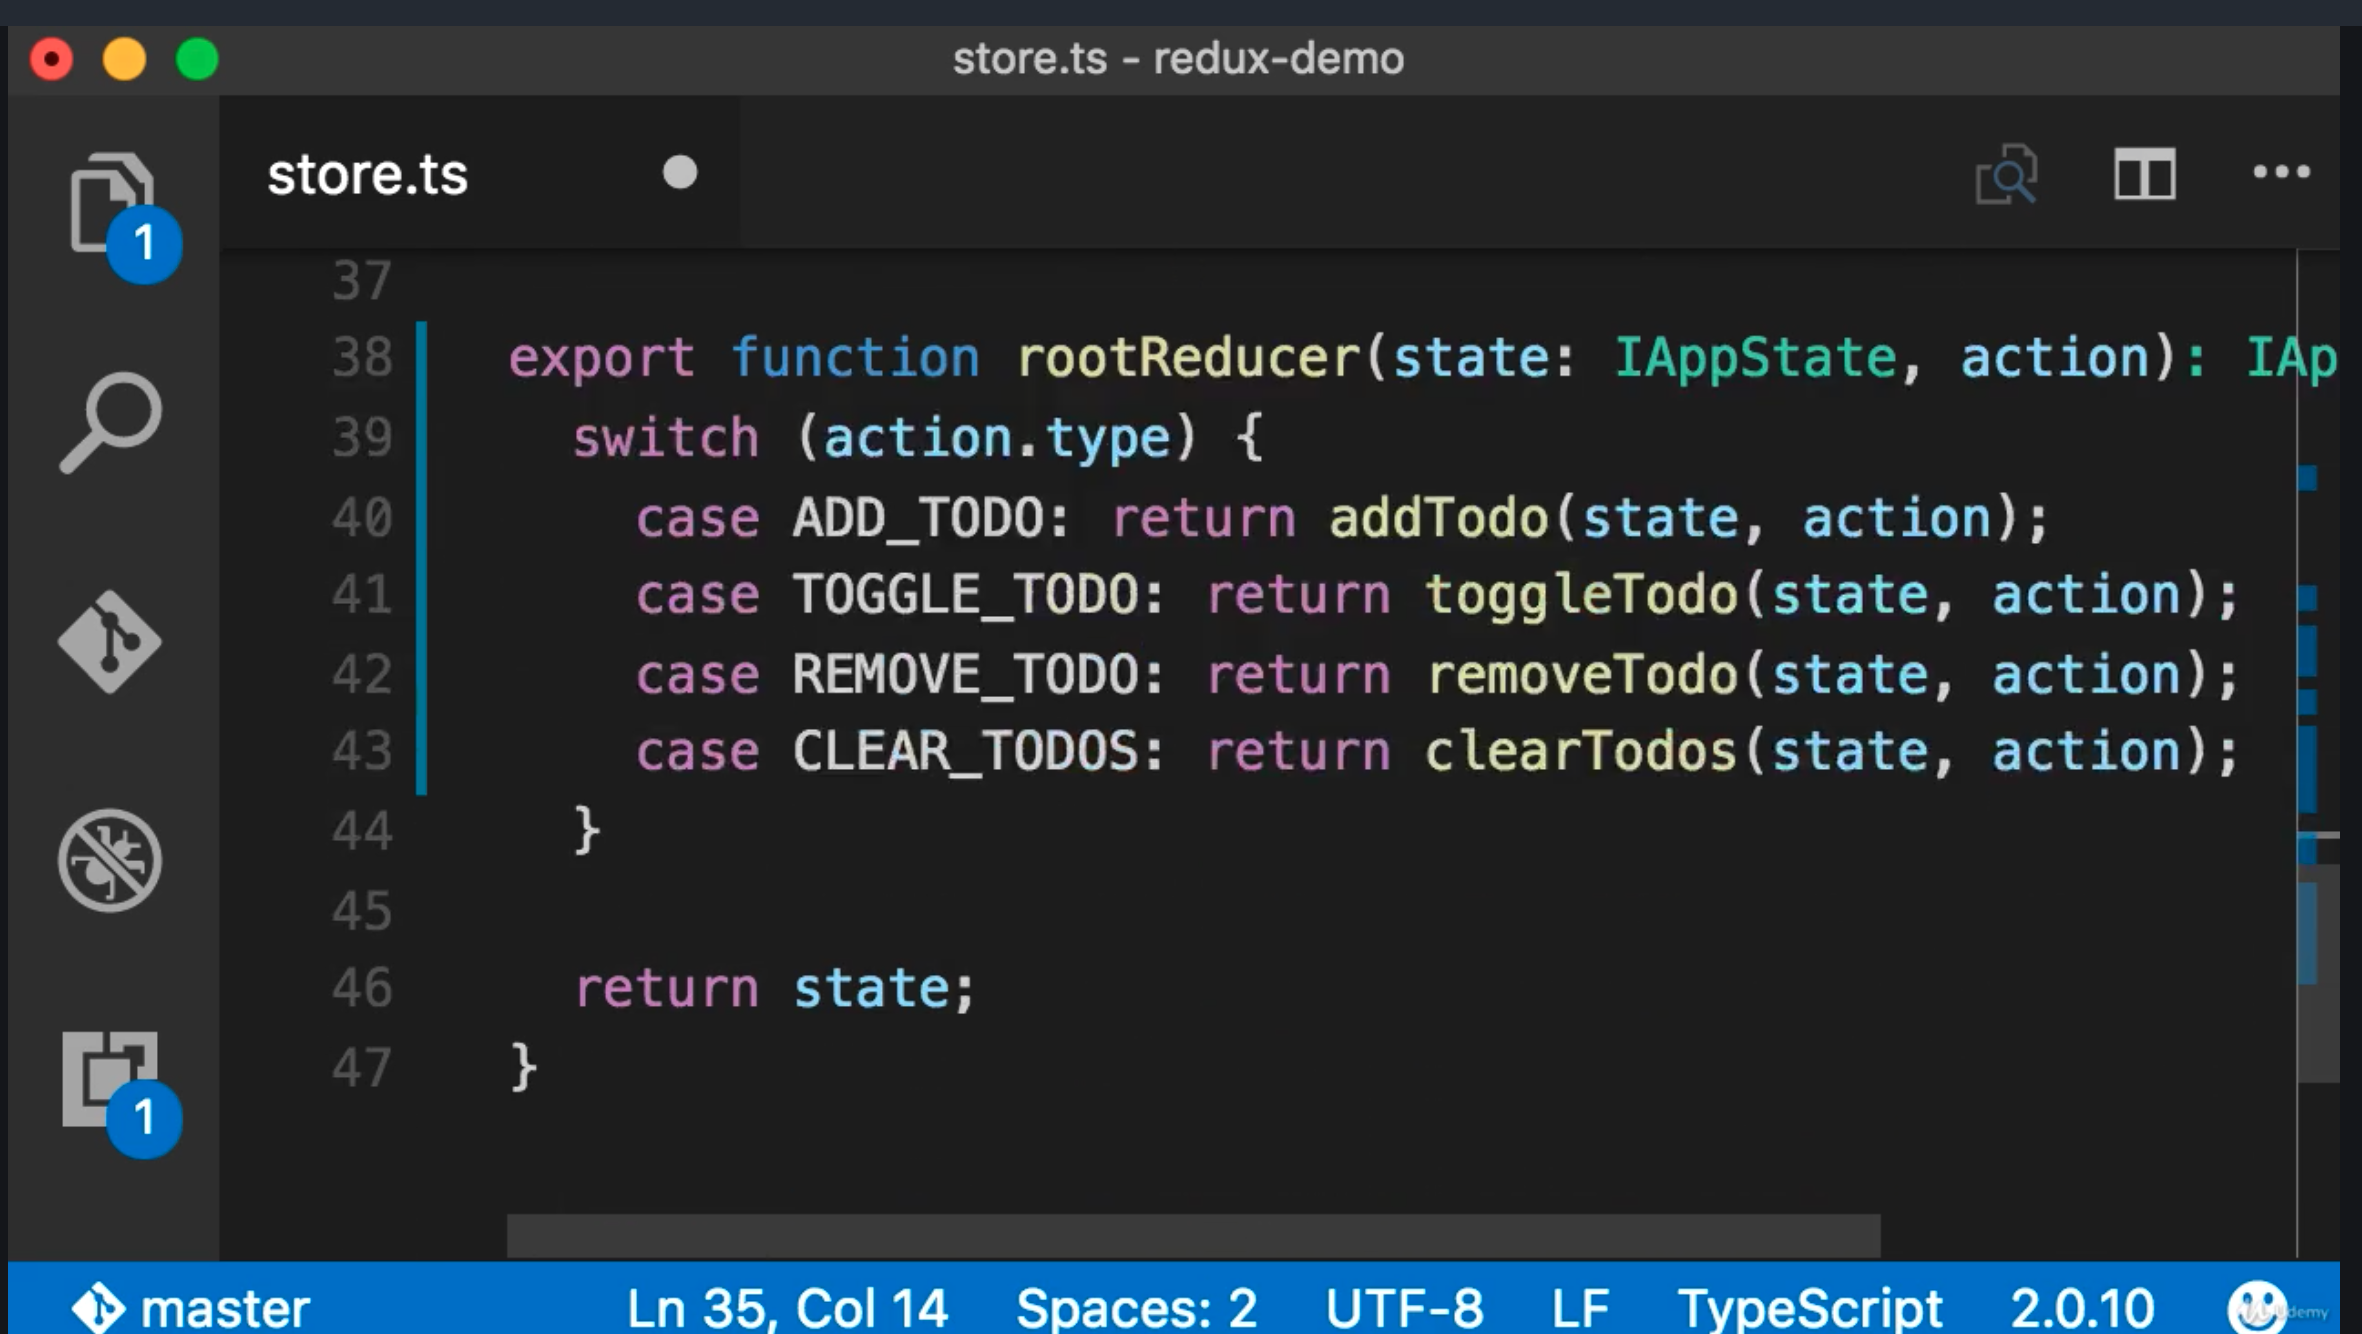 store.ts - redux-demo
store.ts
1
37
38 export function rootReducer(state: IAppState, action): IAp
39 switch (action.type) {
40 case ADD_TODO: return addTodo(state, action);
41 case TOGGLE_TODO: return toggleTodo(state, action);
42 case REMOVE_TODO: return removeTodo(state, action);
43 case CLEAR_TODOS: return clearTodos(state, action);
44 }
45
46 return state;
47 }
1
master Ln 35, Col 14 Spaces: 2 UTF-8 LF TypeScript 2.0.10
Udemy